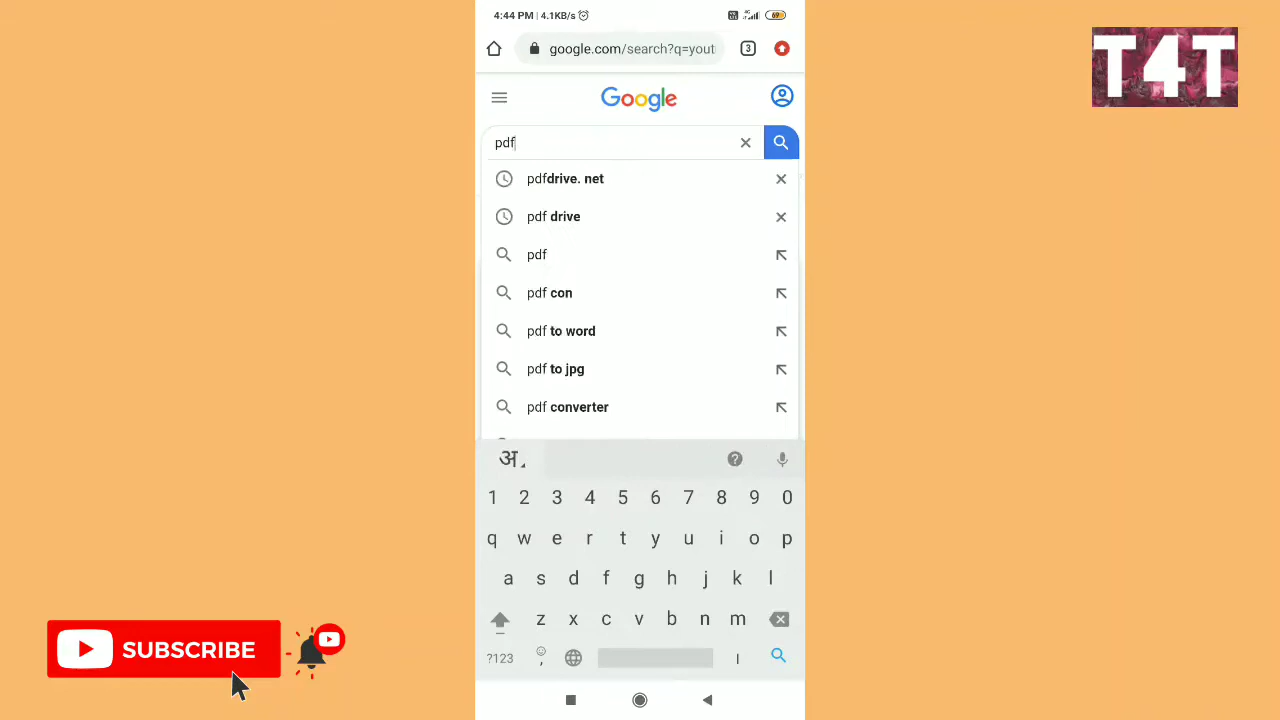 4:44 PM | 4.1KB/s
4G
69
google.com/search?q=yout
3
T4T
Google
pdf
pdfdrive. net
pdf drive
pdf
pdf con
pdf to word
pdf to jpg
pdf converter
अ
1 2 3 4 5 6 7 8 9 0
q w e r t y u i o p
a s d f g h j k l
z x c v b n m
?123 , ।
SUBSCRIBE